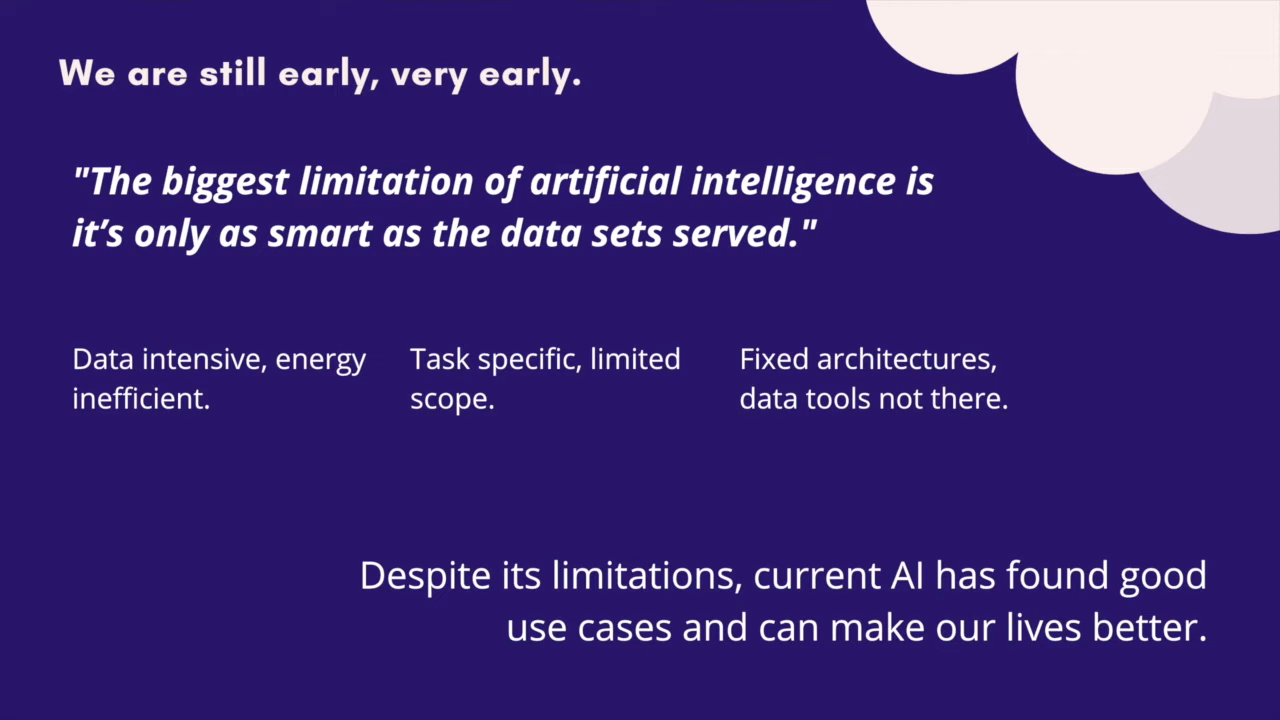 We are still early, very early.
"The biggest limitation of artificial intelligence is
it’s only as smart as the data sets served."
Data intensive, energy
inefficient.
Task specific, limited
scope.
Fixed architectures,
data tools not there.
Despite its limitations, current AI has found good
use cases and can make our lives better.